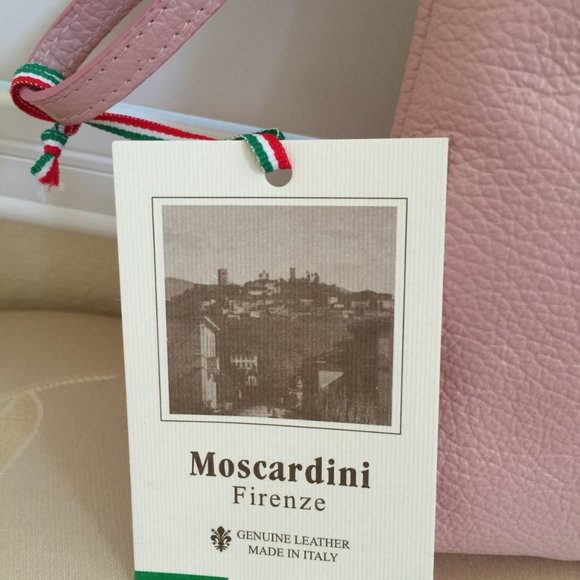 Moscardini
Firenze
GENUINE LEATHER
MADE IN ITALY